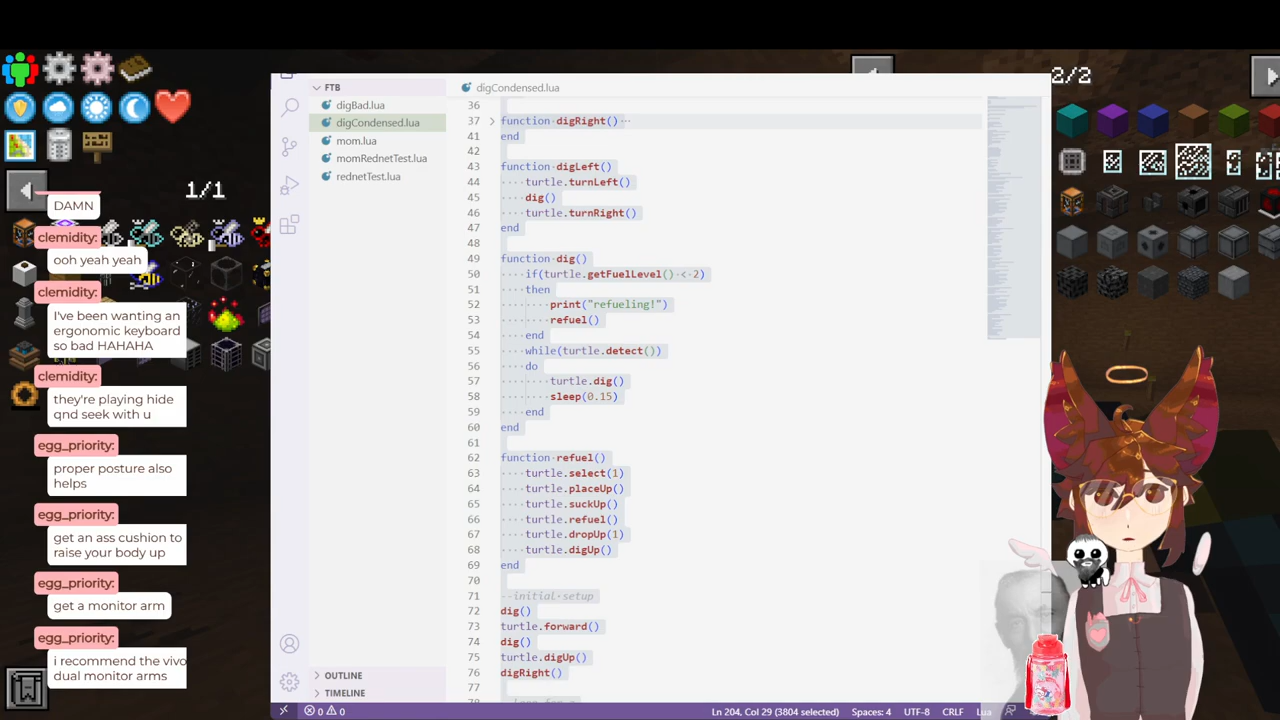 1/1
2/2
DAMN
clemidity:
ooh yeah yeah
clemidity:
I've been wanting an
ergonomic keyboard
so bad HAHAHA
clemidity:
they're playing hide
qnd seek with u
egg_priority:
proper posture also
helps
egg_priority:
get an ass cushion to
raise your body up
egg_priority:
get a monitor arm
egg_priority:
i recommend the vivo
dual monitor arms
FTB
digBad.lua
digCondensed.lua
mom.lua
momRednetTest.lua
rednetTest.lua
OUTLINE
TIMELINE
digCondensed.lua
36
37 function digRight()
41 end
42
43 function digLeft()
44 turtle.turnLeft()
45 dig()
46 turtle.turnRight()
47 end
48
49 function dig()
50 if(turtle.getFuelLevel() < 2)
51 then
52 print("refueling!")
53 refuel()
54 end
55 while(turtle.detect())
56 do
57 turtle.dig()
58 sleep(0.15)
59 end
60 end
61
62 function refuel()
63 turtle.select(1)
64 turtle.placeUp()
65 turtle.suckUp()
66 turtle.refuel()
67 turtle.dropUp(1)
68 turtle.digUp()
69 end
70
71 --initial setup
72 dig()
73 turtle.forward()
74 dig()
75 turtle.digUp()
76 digRight()
77
0 0
Ln 204, Col 29 (3804 selected)
Spaces: 4
UTF-8
CRLF
Lua